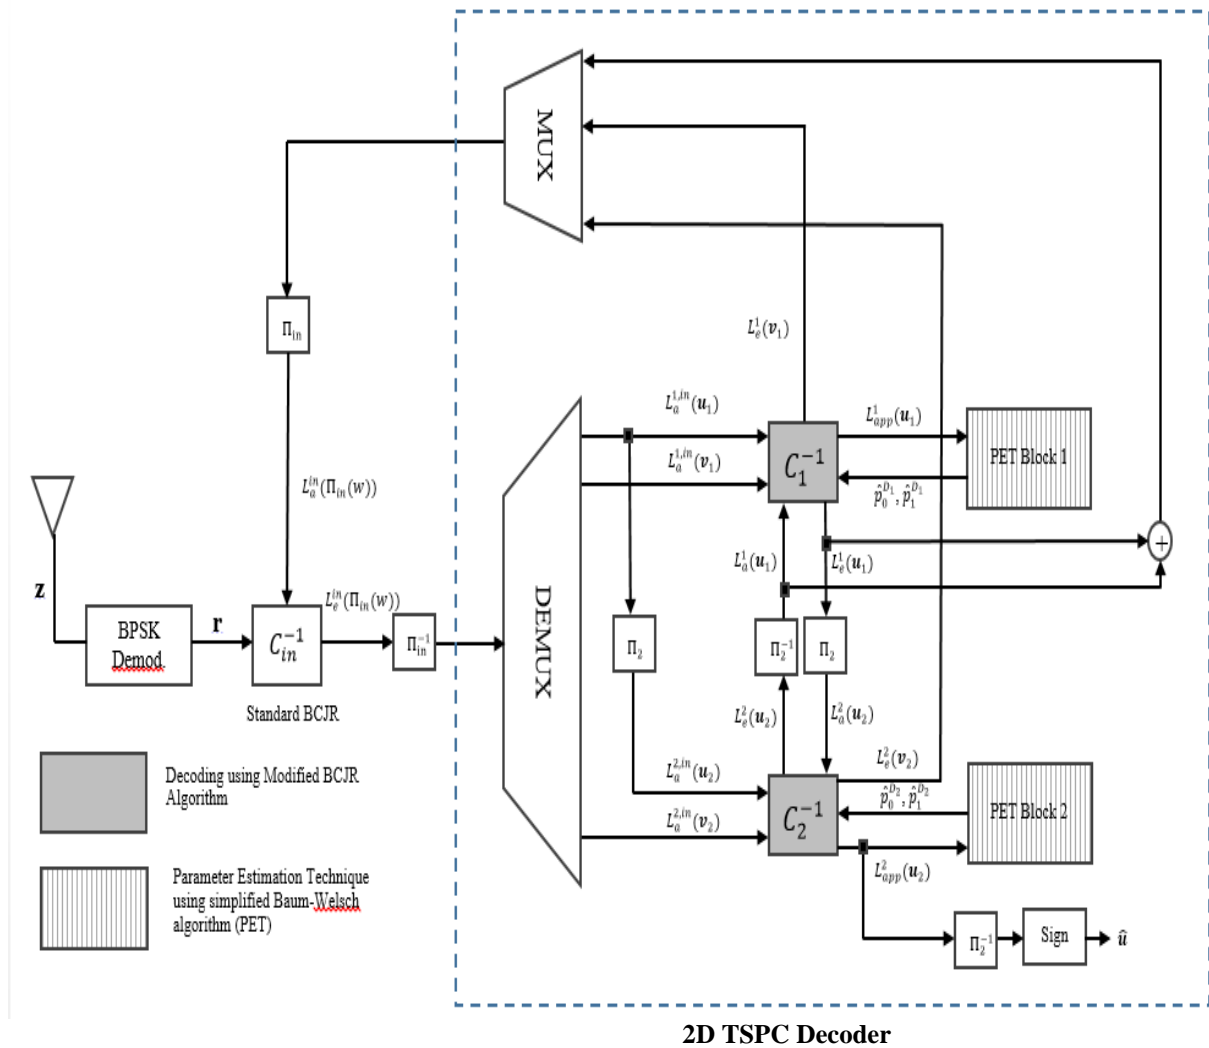 MUX
Π_in
L_e^1(v_1)
L_a^{1,in}(u_1)
L_app^1(u_1)
L_a^{1,in}(v_1)
C_1^{-1}
PET Block 1
p̂_0^{D_1}, p̂_1^{D_1}
L_a^{in}(Π_in(w))
L_a^1(u_1)
L_e^1(u_1)
+
z
L_e^{in}(Π_in(w))
BPSK
Demod.
r
C_in^{-1}
Π_in^{-1}
DEMUX
Π_2
Π_2^{-1}
Π_2
Standard BCJR
L_e^2(u_2)
L_a^2(u_2)
L_e^2(v_2)
L_a^{2,in}(u_2)
p̂_0^{D_2}, p̂_1^{D_2}
L_a^{2,in}(v_2)
C_2^{-1}
PET Block 2
L_app^2(u_2)
Decoding using Modified BCJR
Algorithm
Parameter Estimation Technique
using simplified Baum-Welsch
algorithm (PET)
Π_2^{-1}
Sign
û
2D TSPC Decoder